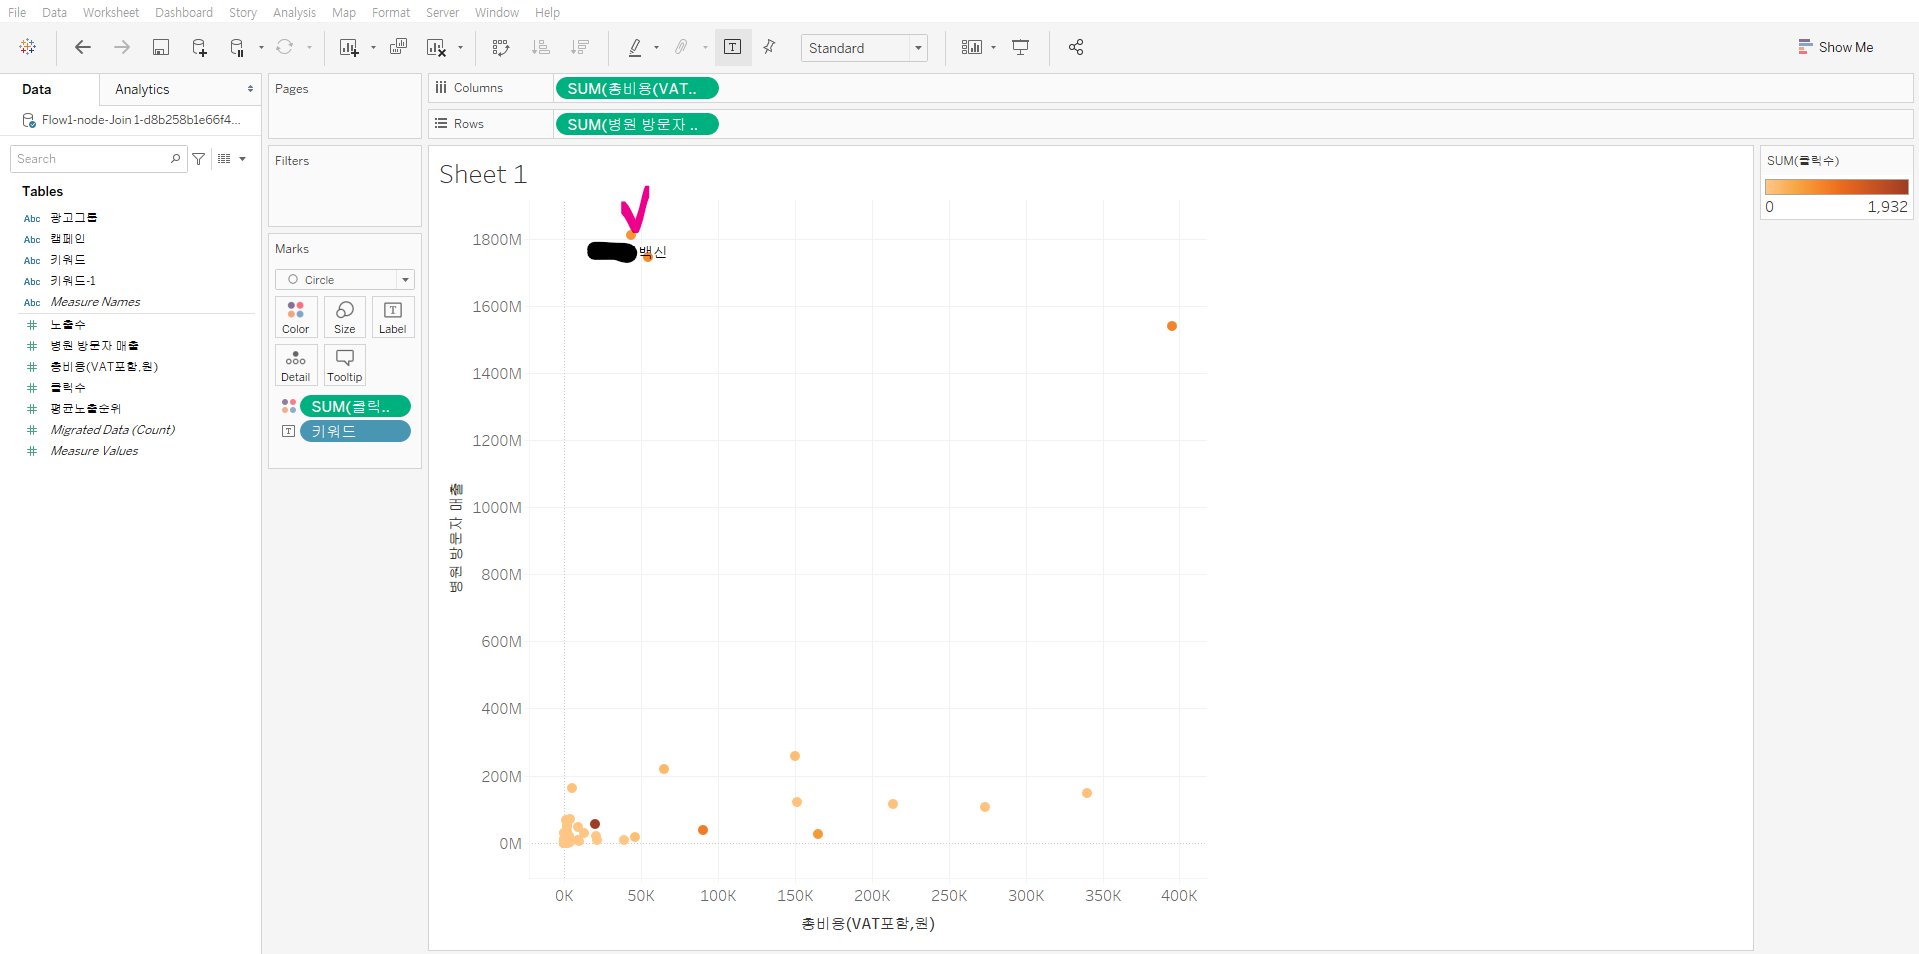 File Data Worksheet Dashboard Story Analysis Map Format Server Window Help
Standard
Show Me
Data Analytics
Flow1-node-Join 1-d8b258b1e66f4...
Search
Tables
Abc 광고그룹
Abc 캠페인
Abc 키워드
Abc 키워드-1
Abc Measure Names
노출수
병원 방문자 매출
총비용(VAT포함,원)
클릭수
평균노출순위
Migrated Data (Count)
Measure Values
Pages
Filters
Marks
Circle
Color Size Label
Detail Tooltip
SUM(클릭..
키워드
Columns SUM(총비용(VAT..
Rows SUM(병원 방문자 ..
Sheet 1
백신
1800M
1600M
1400M
1200M
1000M
800M
600M
400M
200M
0M
병원 방문자 매출
0K 50K 100K 150K 200K 250K 300K 350K 400K
총비용(VAT포함,원)
SUM(클릭수)
0 1,932